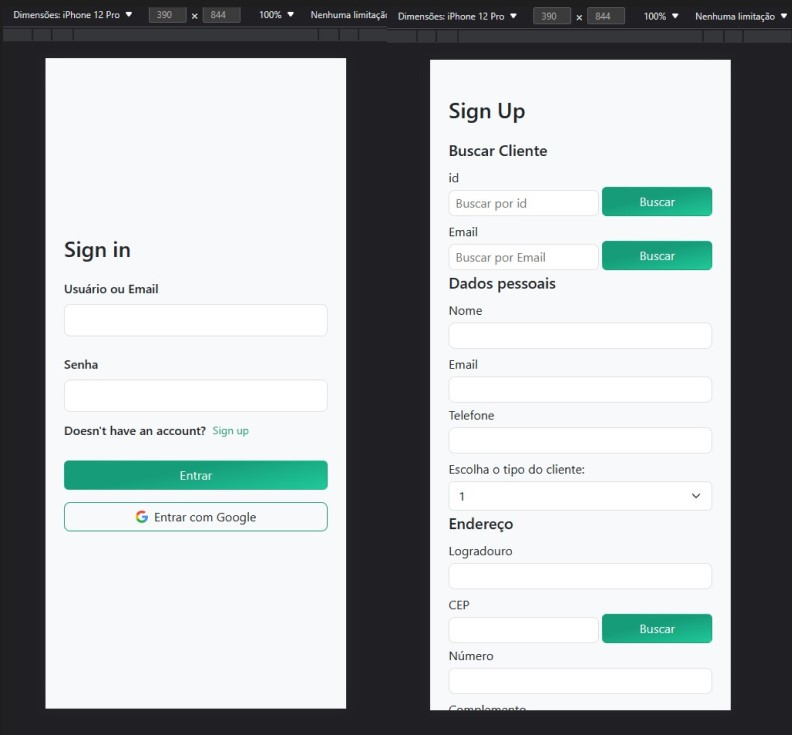 Dimensões: iPhone 12 Pro 390 x 844 100% Nenhuma limitação
Sign in
Usuário ou Email
Senha
Doesn't have an account? Sign up
Entrar
Entrar com Google
Dimensões: iPhone 12 Pro 390 x 844 100% Nenhuma limitação
Sign Up
Buscar Cliente
id
Buscar por id Buscar
Email
Buscar por Email Buscar
Dados pessoais
Nome
Email
Telefone
Escolha o tipo do cliente:
1
Endereço
Logradouro
CEP
Buscar
Número
Complemento